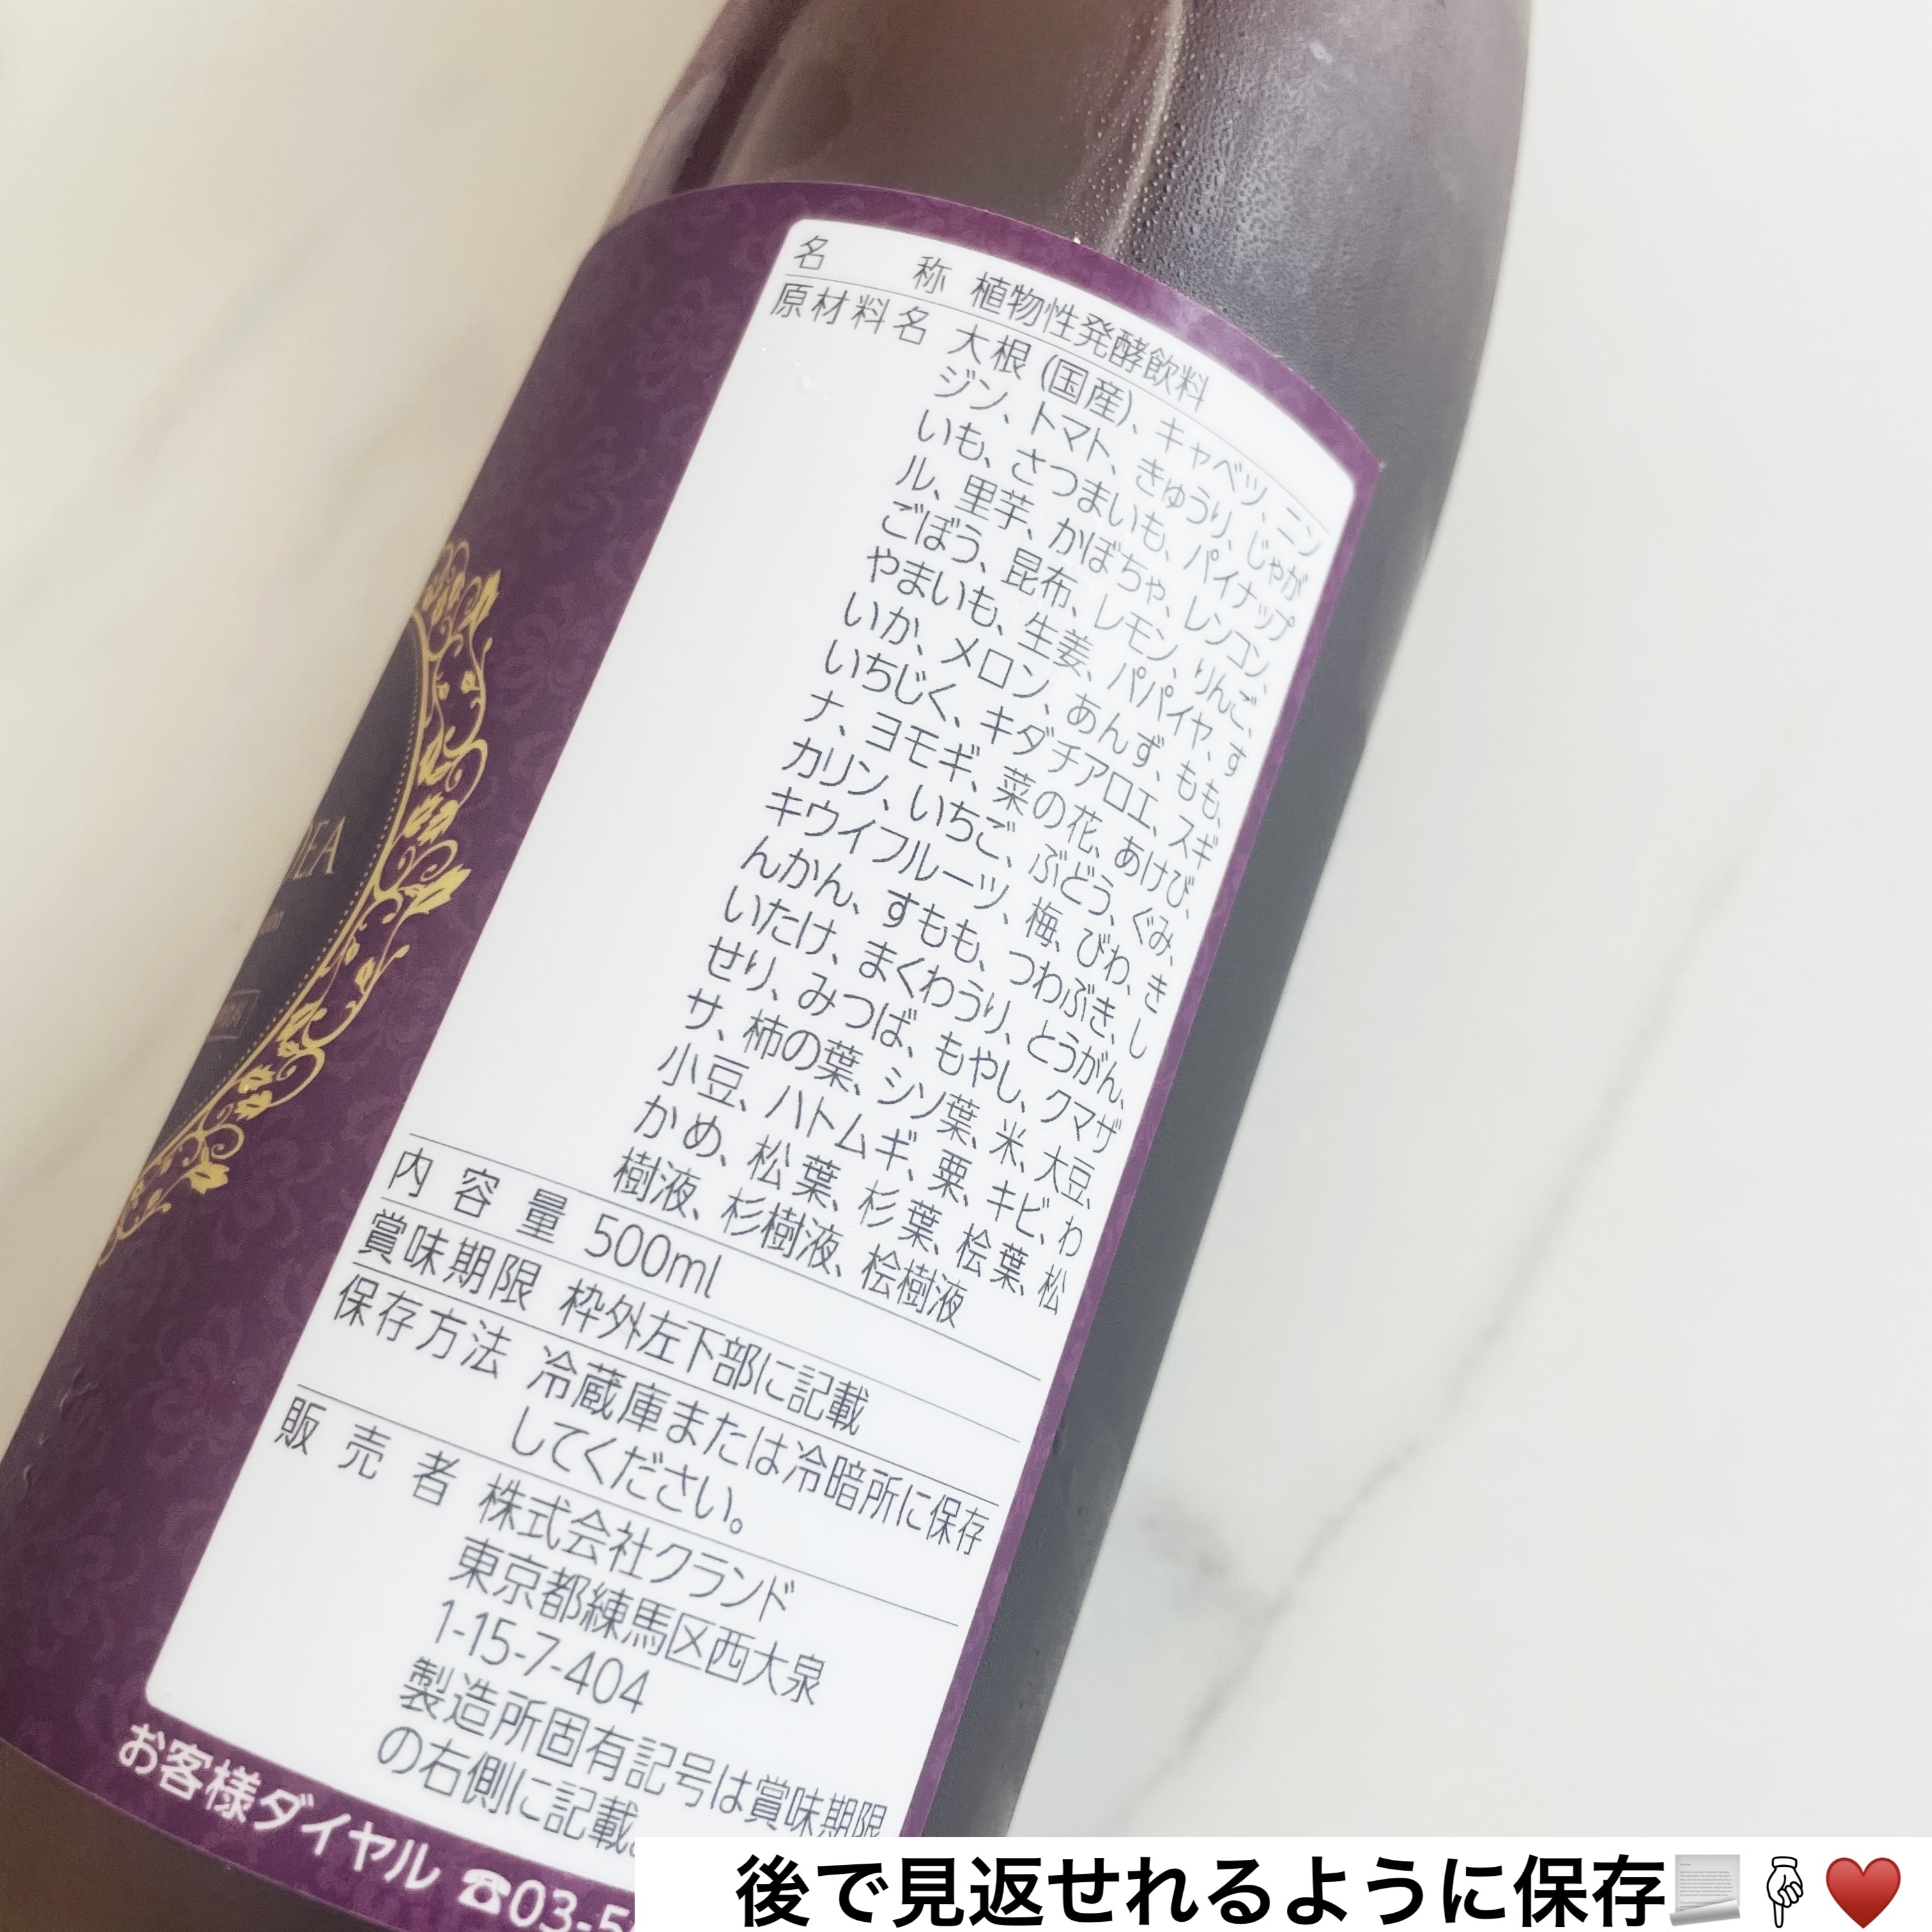 名称 植物性発酵飲料
原材料名 大根(国産)、キャベツ、ニン
ジン、トマト、きゅうり、じゃが
いも、さつまいも、パイナップ
ル、里芋、かぼちゃ、レンコン、
ごぼう、昆布、レモン、りんご、
やまいも、生姜、パパイヤ、す
いか、メロン、あんず、もも、
いちじく、キダチアロエ、スギ
ナ、ヨモギ、菜の花、あけび、
カリン、いちご、ぶどう、ぐみ、
キウイフルーツ、梅、びわ、き
んかん、すもも、つわぶき、し
いたけ、まくわうり、とうがん、
せり、みつば、もやし、クマザ
サ、柿の葉、シソ葉、米、大豆、
小豆、ハトムギ、粟、キビ、わ
かめ、松葉、杉葉、桧葉、松
樹液、杉樹液、桧樹液
内容量 500ml
賞味期限 枠外左下部に記載
保存方法 冷蔵庫または冷暗所に保存
してください。
販売者 株式会社クランド
東京都練馬区西大泉
1-15-7-404
製造所固有記号は賞味期限
の右側に記載。
お客様ダイヤル ☎03-5
後で見返せれるように保存📃👇♥